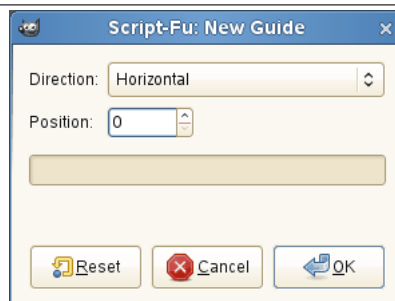 Script-Fu: New Guide
Direction: Horizontal
Position: 0
Reset Cancel OK